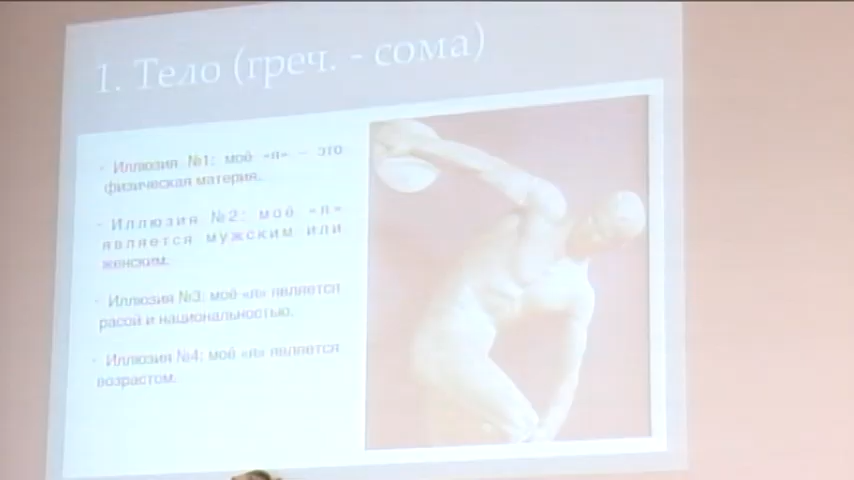 1. Тело (греч. - сома)
- Иллюзия №1: моё «я» – это
физическая материя.
- Иллюзия №2: моё «я»
является мужским или
женским.
- Иллюзия №3: моё «я» является
расой и национальностью.
- Иллюзия №4: моё «я» является
возрастом.